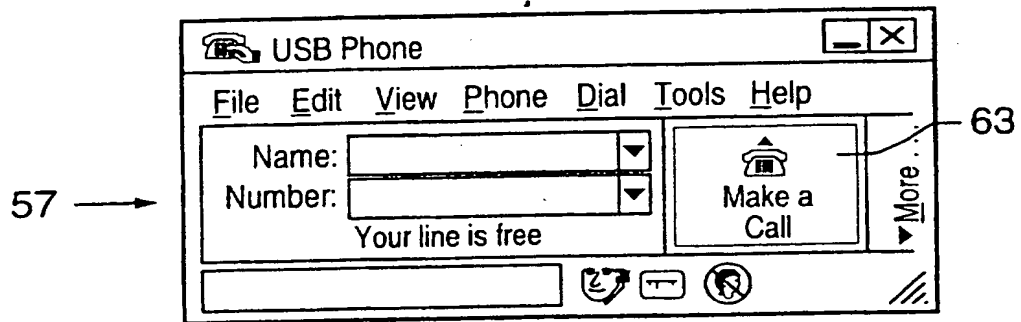 USB Phone
File Edit View Phone Dial Tools Help
Name:
Number:
Your line is free
Make a
Call
More...
63
57